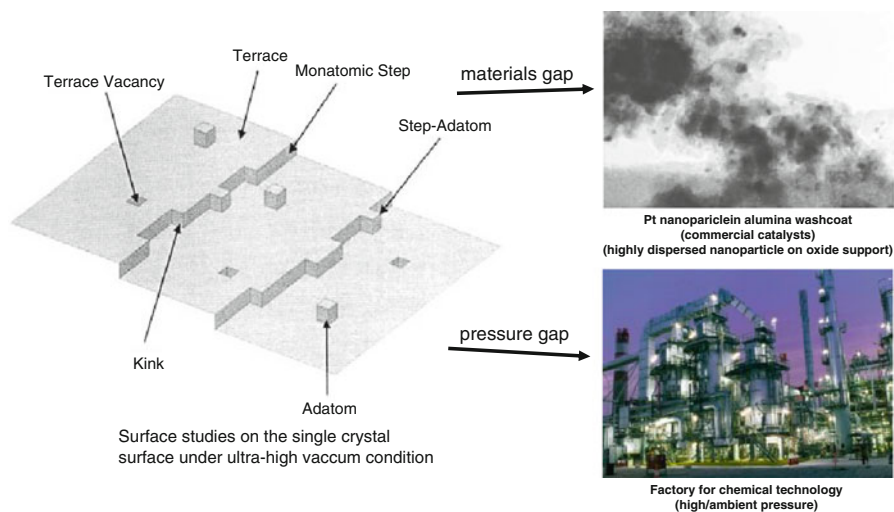 Terrace
Terrace Vacancy
Monatomic Step
Step-Adatom
Kink
Adatom
Surface studies on the single crystal
surface under ultra-high vaccum condition
materials gap
pressure gap
Pt nanopariclein alumina washcoat
(commercial catalysts)
(highly dispersed nanoparticle on oxide support)
Factory for chemical technology
(high/ambient pressure)